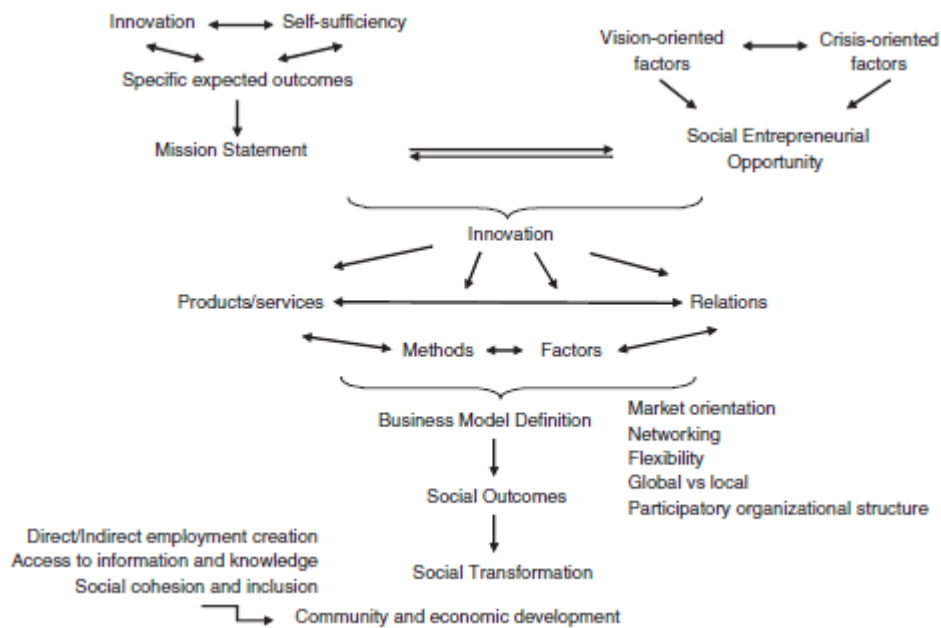 Innovation
Self-sufficiency
Vision-oriented
factors
Crisis-oriented
factors
Specific expected outcomes
Mission Statement
Social Entrepreneurial
Opportunity
Innovation
Products/services
Relations
Methods
Factors
Business Model Definition
Market orientation
Networking
Flexibility
Global vs local
Participatory organizational structure
Social Outcomes
Direct/Indirect employment creation
Access to information and knowledge
Social cohesion and inclusion
Social Transformation
Community and economic development